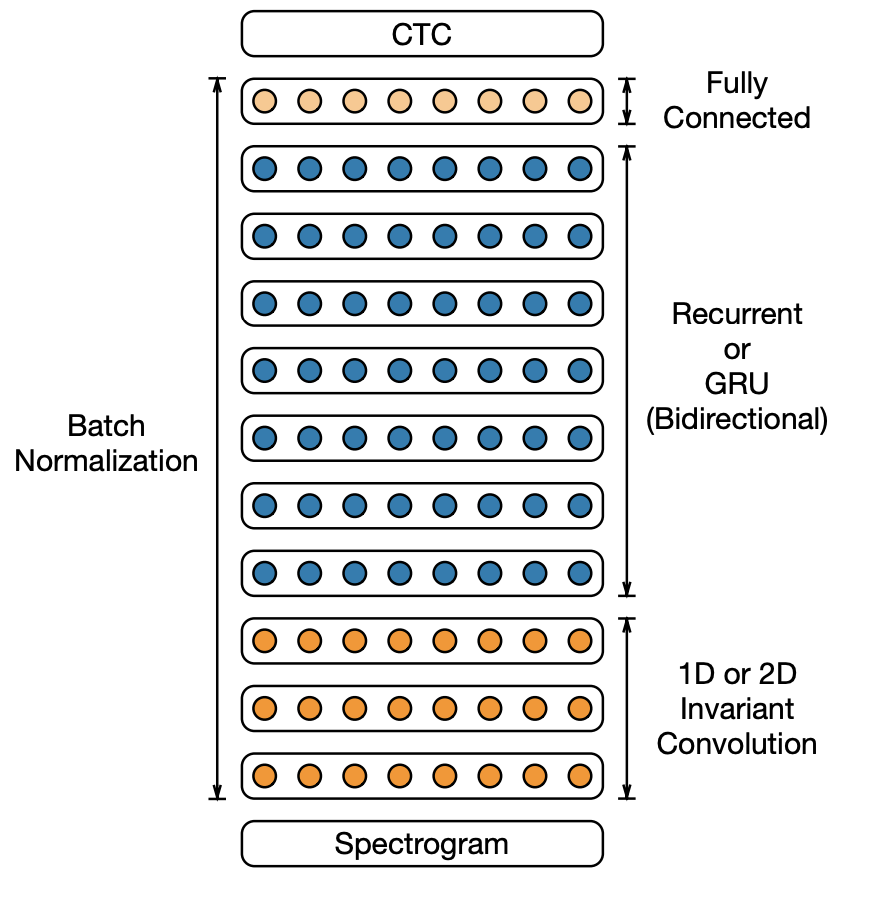 CTC
Fully
Connected
Recurrent
or
GRU
(Bidirectional)
Batch
Normalization
1D or 2D
Invariant
Convolution
Spectrogram